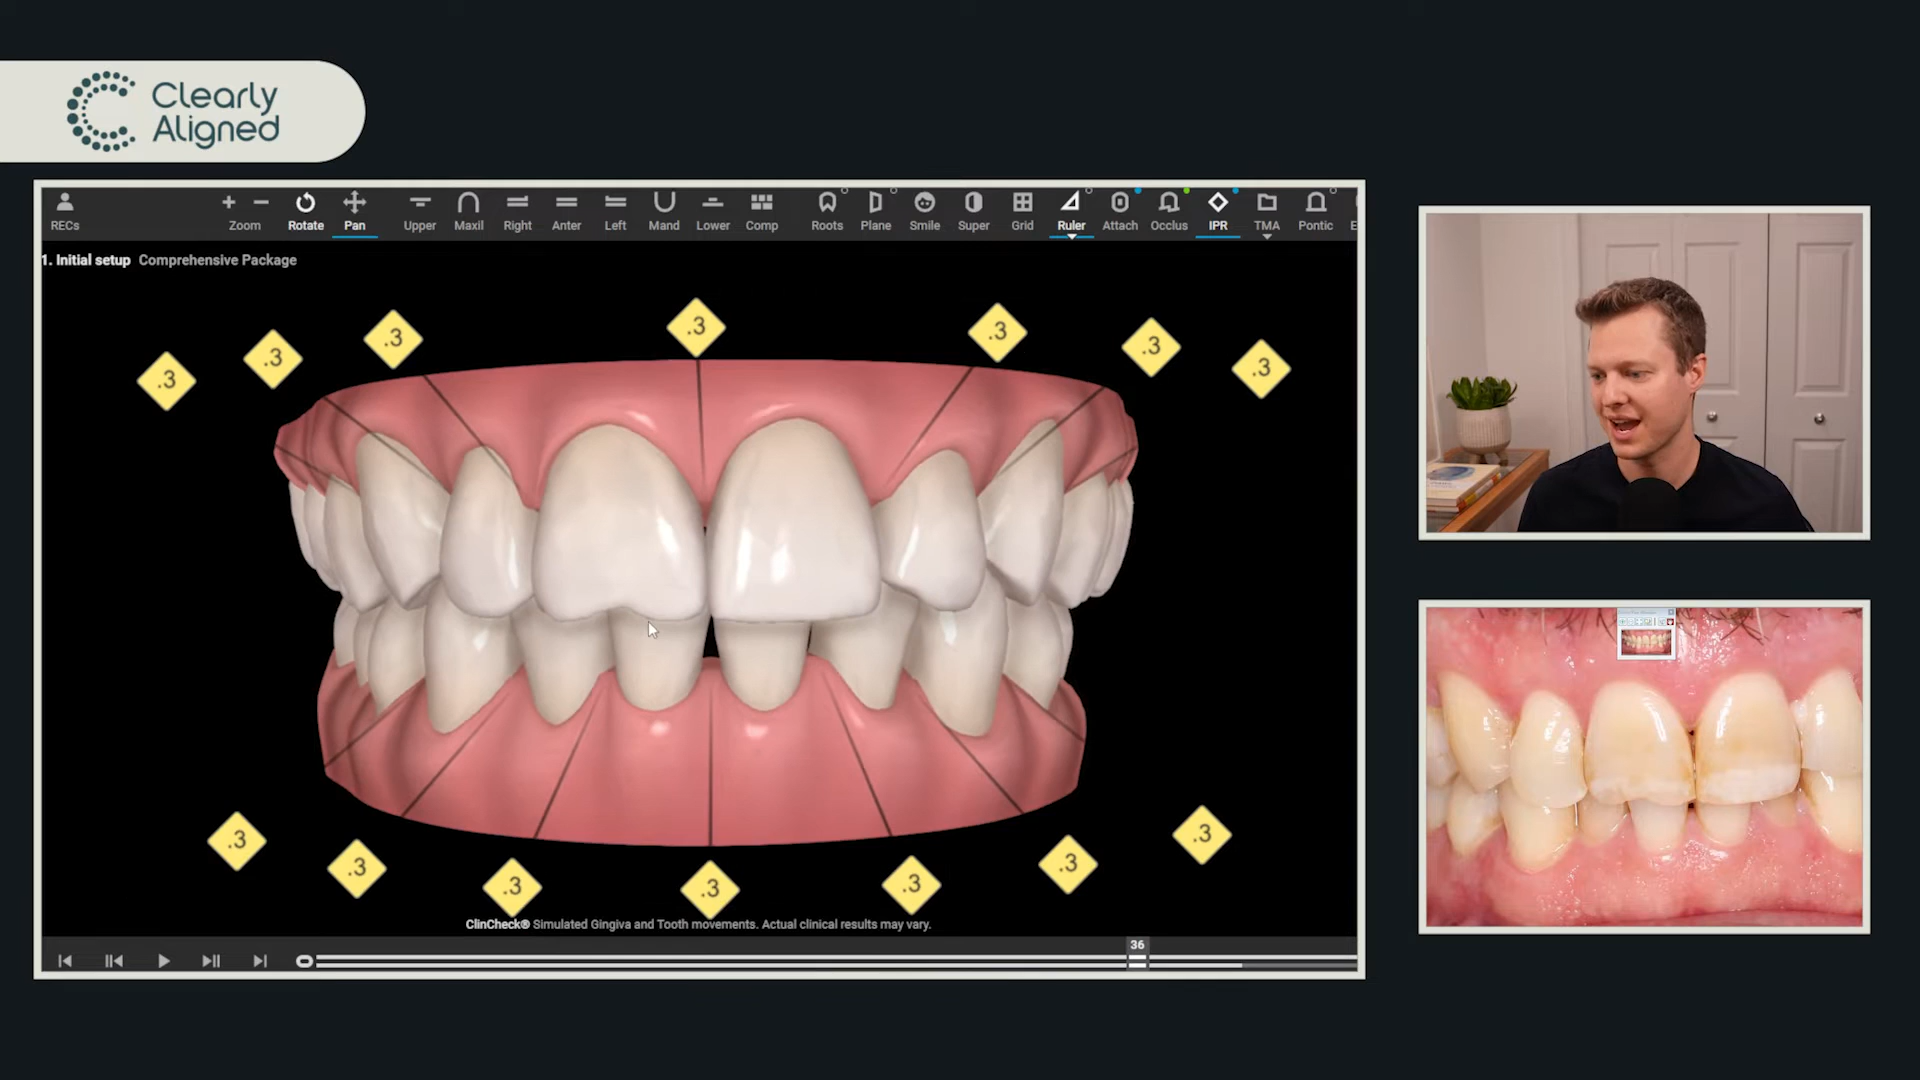 Clearly
Aligned
RECs
+ − Zoom
Rotate
Pan
Upper
Maxil
Right
Anter
Left
Mand
Lower
Comp
Roots
Plane
Smile
Super
Grid
Ruler
Attach
Occlus
IPR
TMA
Pontic
E
1. Initial setup Comprehensive Package
.3 .3 .3 .3 .3 .3 .3
.3 .3 .3 .3 .3 .3 .3
ClinCheck® Simulated Gingiva and Tooth movements. Actual clinical results may vary.
36